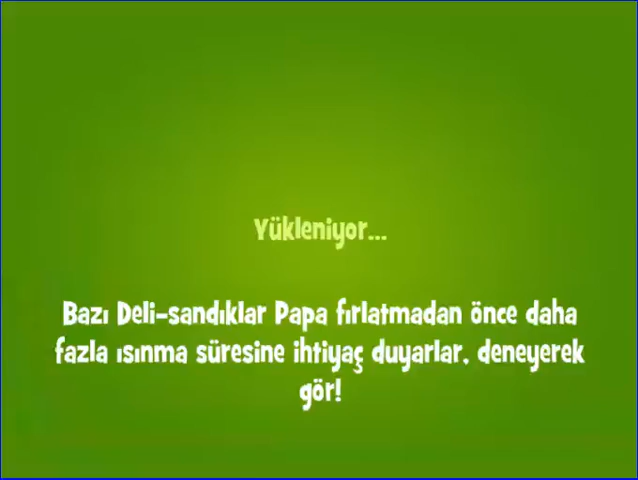 Yükleniyor...
Bazı Deli-sandıklar Papa fırlatmadan önce daha
fazla ısınma süresine ihtiyaç duyarlar, deneyerek
gör!